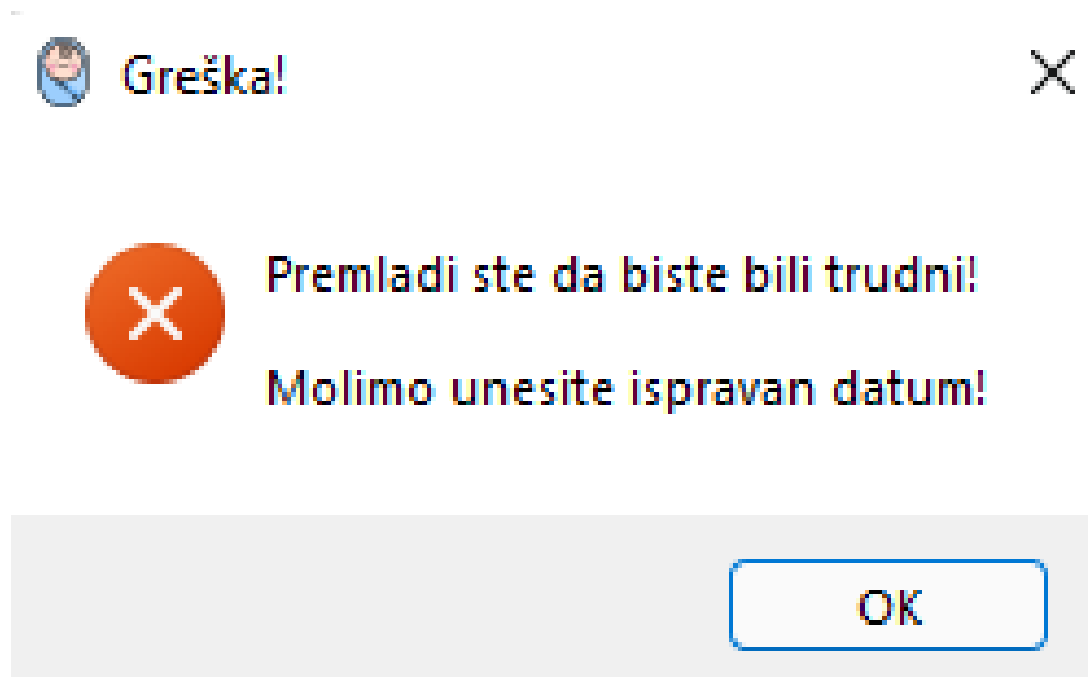 Greška!
Premladi ste da biste bili trudni!
Molimo unesite ispravan datum!
OK